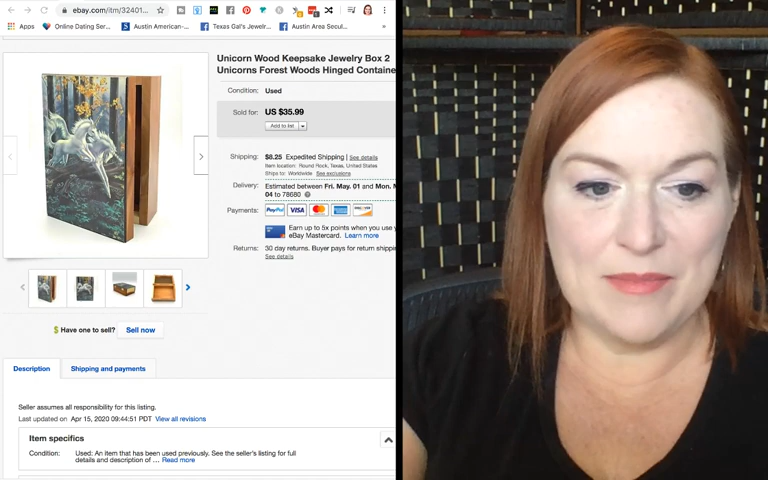 ebay.com/itm/32401...
Apps Online Dating Ser... Austin American-... Texas Gal's Jewelr... Austin Area Secul...
Unicorn Wood Keepsake Jewelry Box 2
Unicorns Forest Woods Hinged Containe
Condition: Used
Sold for: US $35.99
Add to list
Shipping: $8.25 Expedited Shipping | See details
Item location: Round Rock, Texas, United States
Ships to: Worldwide See exclusions
Delivery: Estimated between Fri. May. 01 and Mon. M
04 to 78680
Payments: PayPal VISA
Earn up to 5x points when you use y
eBay Mastercard. Learn more
Returns: 30 day returns. Buyer pays for return shippi
See details
$ Have one to sell? Sell now
Description Shipping and payments
Seller assumes all responsibility for this listing.
Last updated on Apr 15, 2020 09:44:51 PDT View all revisions
Item specifics
Condition: Used: An item that has been used previously. See the seller's listing for full
details and description of ... Read more